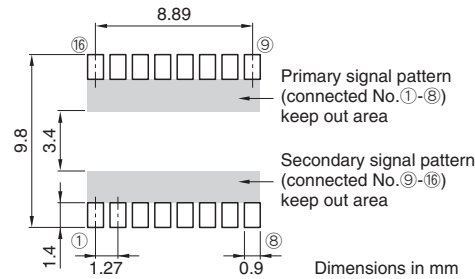 8.89
⑯ ⑨
Primary signal pattern
(connected No.①-⑧)
keep out area
9.8
3.4
Secondary signal pattern
(connected No.⑨-⑯)
keep out area
1.4
① ⑧
1.27 0.9 Dimensions in mm